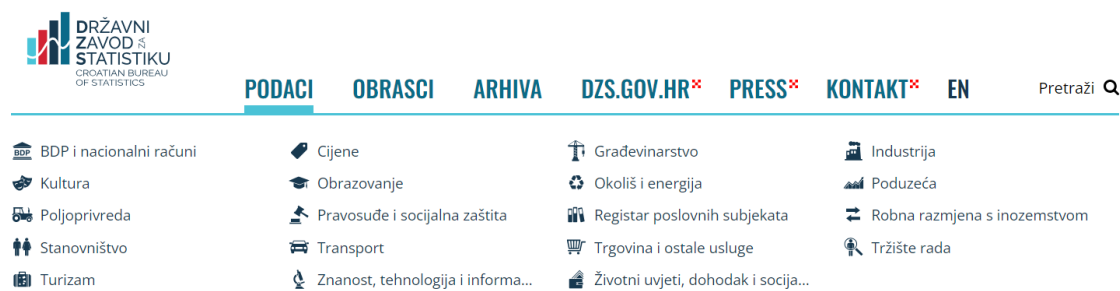 DRŽAVNI
ZAVOD ZA
STATISTIKU
CROATIAN BUREAU
OF STATISTICS
PODACI OBRASCI ARHIVA DZS.GOV.HR PRESS KONTAKT EN Pretraži
BDP BDP i nacionalni računi Cijene Građevinarstvo Industrija
Kultura Obrazovanje Okoliš i energija Poduzeća
Poljoprivreda Pravosuđe i socijalna zaštita Registar poslovnih subjekata Robna razmjena s inozemstvom
Stanovništvo Transport Trgovina i ostale usluge Tržište rada
Turizam Znanost, tehnologija i informa... Životni uvjeti, dohodak i socija...